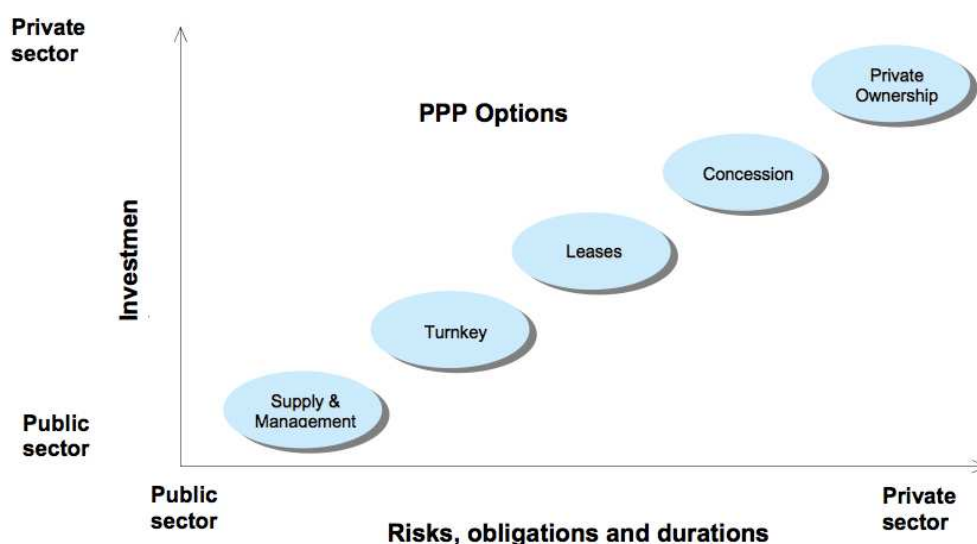 Private
sector
PPP Options
Private
Ownership
Concession
Leases
Turnkey
Supply &
Management
Investmen
Public
sector
Public
sector
Private
sector
Risks, obligations and durations